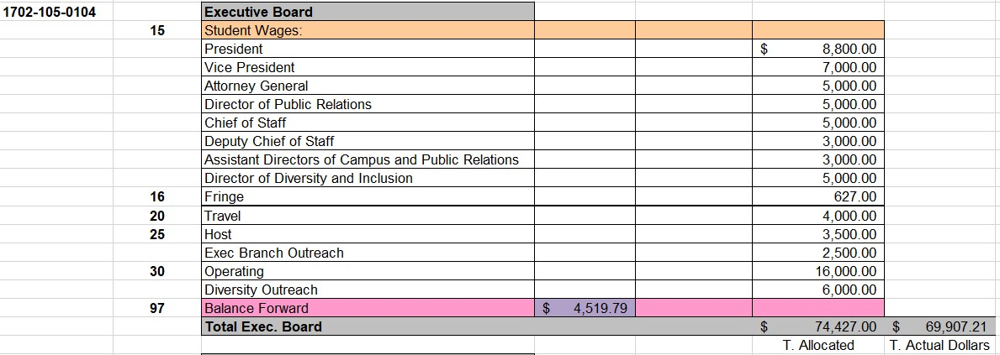 1702-105-0104 Executive Board
15 Student Wages:
President $ 8,800.00
Vice President 7,000.00
Attorney General 5,000.00
Director of Public Relations 5,000.00
Chief of Staff 5,000.00
Deputy Chief of Staff 3,000.00
Assistant Directors of Campus and Public Relations 3,000.00
Director of Diversity and Inclusion 5,000.00
16 Fringe 627.00
20 Travel 4,000.00
25 Host 3,500.00
Exec Branch Outreach 2,500.00
30 Operating 16,000.00
Diversity Outreach 6,000.00
97 Balance Forward $ 4,519.79
Total Exec. Board $ 74,427.00 $ 69,907.21
T. Allocated T. Actual Dollars